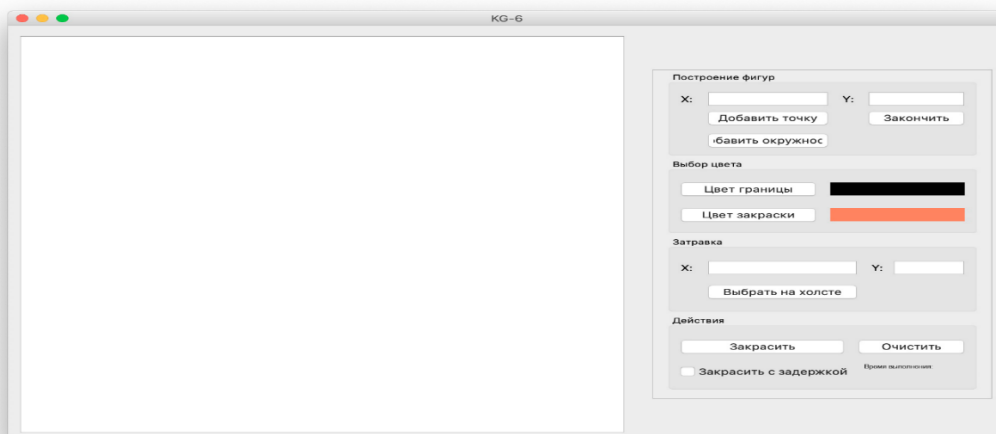 KG-6
Построение фигур
X: Y:
Добавить точку Закончить
бавить окружнос
Выбор цвета
Цвет границы
Цвет закраски
Затравка
X: Y:
Выбрать на холсте
Действия
Закрасить Очистить
Закрасить с задержкой Время выполнения: